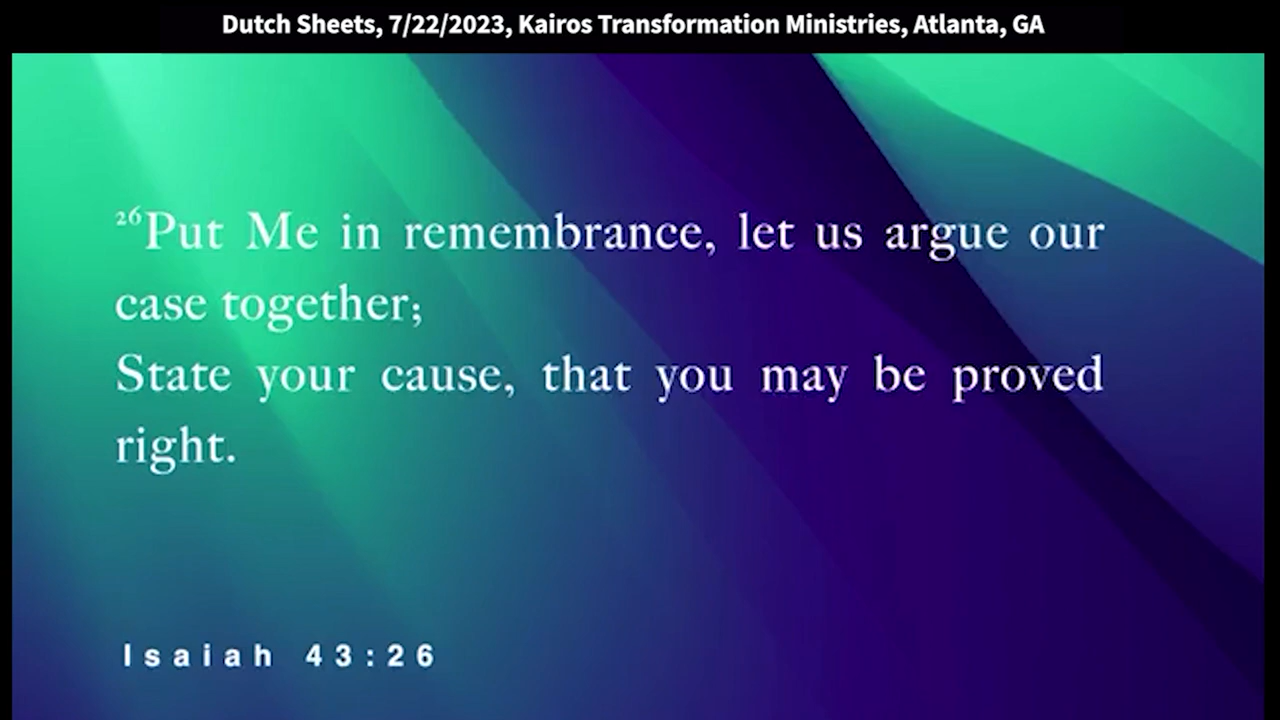 Dutch Sheets, 7/22/2023, Kairos Transformation Ministries, Atlanta, GA
²⁶Put Me in remembrance, let us argue our
case together;
State your cause, that you may be proved
right.
Isaiah 43:26